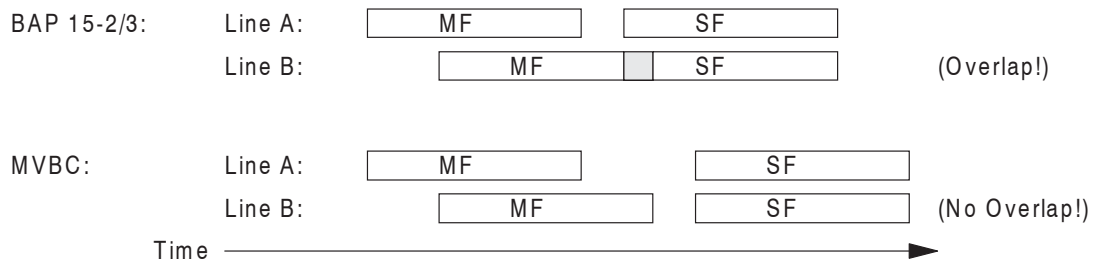 BAP 15-2/3: Line A: MF SF
Line B: MF SF (Overlap!)
MVBC: Line A: MF SF
Line B: MF SF (No Overlap!)
Time